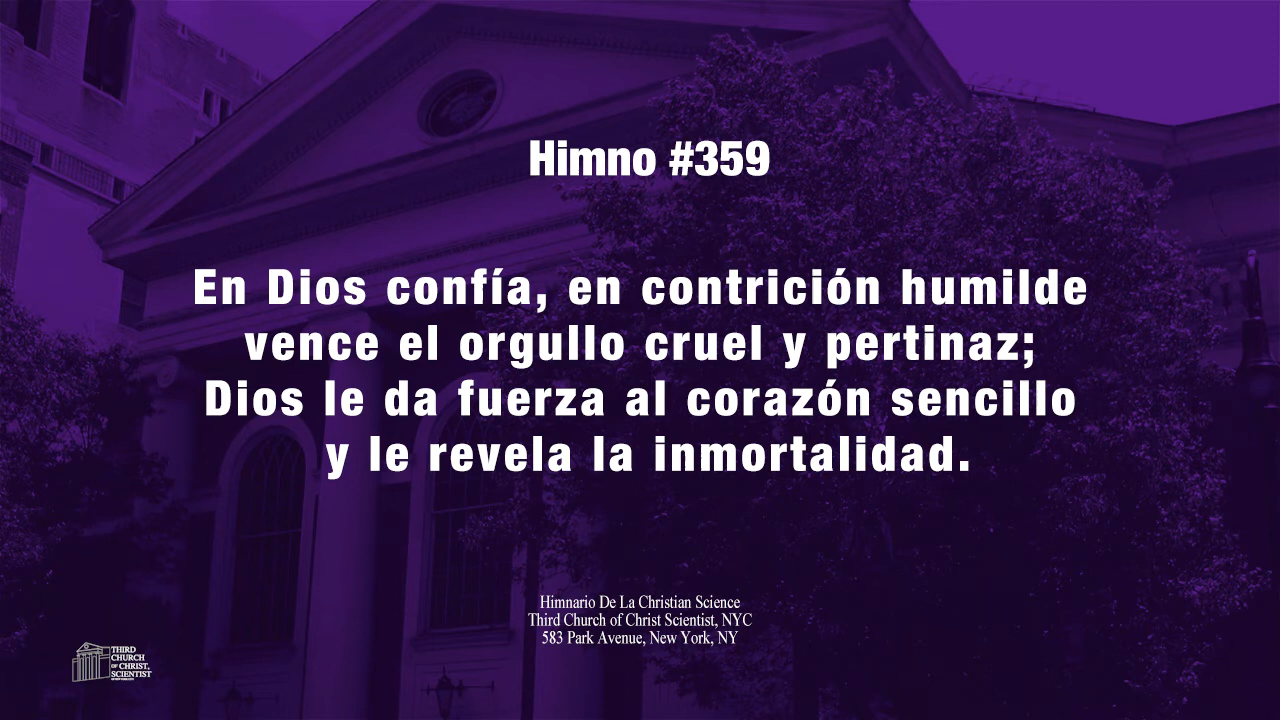 Himno #359
En Dios confía, en contrición humilde
vence el orgullo cruel y pertinaz;
Dios le da fuerza al corazón sencillo
y le revela la inmortalidad.
Himnario De La Christian Science
Third Church of Christ Scientist, NYC
583 Park Avenue, New York, NY
THIRD
CHURCH
OF CHRIST,
SCIENTIST